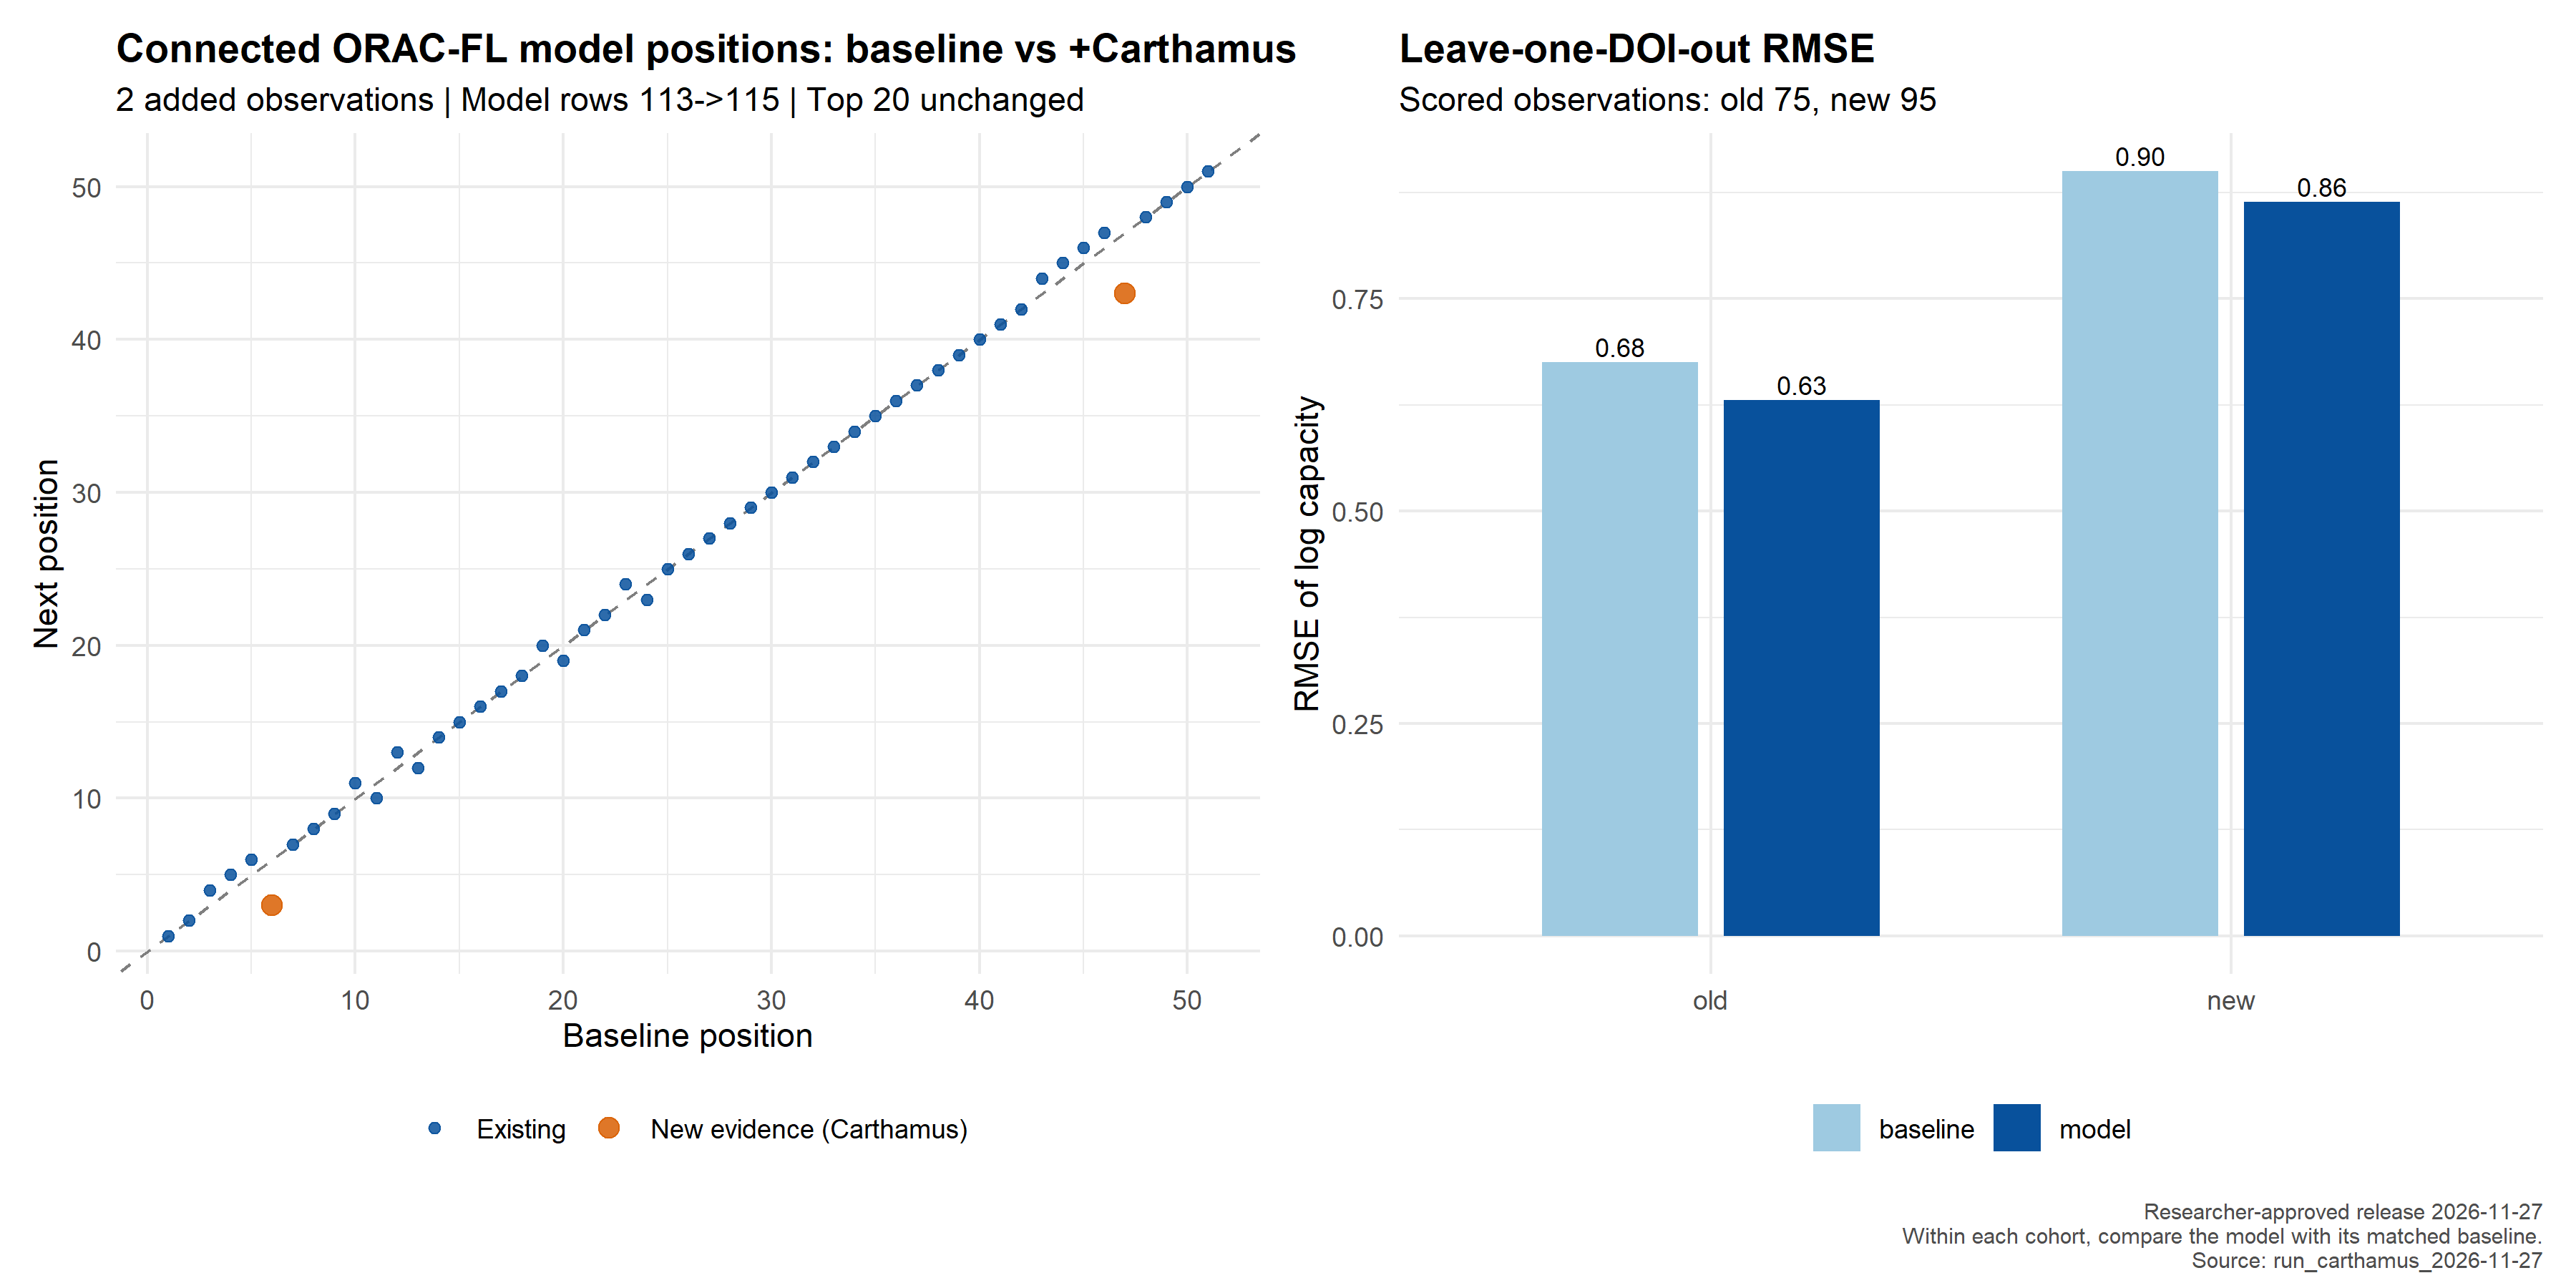 Connected ORAC-FL model positions: baseline vs +Carthamus
2 added observations | Model rows 113->115 | Top 20 unchanged
Next position
50
40
30
20
10
0
0 10 20 30 40 50
Baseline position
Existing New evidence (Carthamus)
Leave-one-DOI-out RMSE
Scored observations: old 75, new 95
RMSE of log capacity
0.75
0.50
0.25
0.00
0.68
0.63
0.90
0.86
old new
baseline model
Researcher-approved release 2026-11-27
Within each cohort, compare the model with its matched baseline.
Source: run_carthamus_2026-11-27